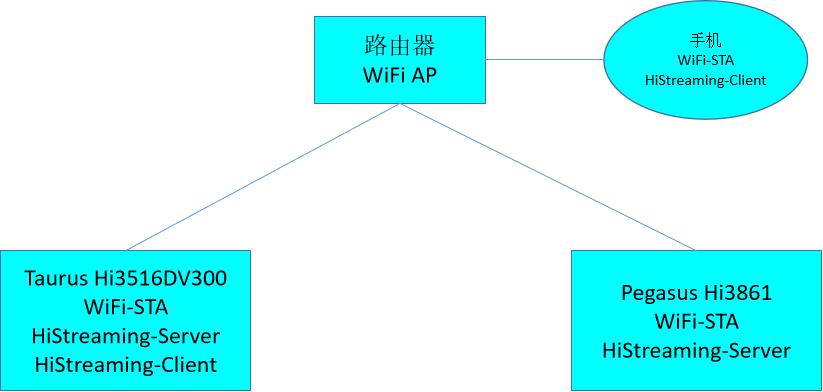 路由器
WiFi AP
手机
WiFi-STA
HiStreaming-Client
Taurus Hi3516DV300
WiFi-STA
HiStreaming-Server
HiStreaming-Client
Pegasus Hi3861
WiFi-STA
HiStreaming-Server